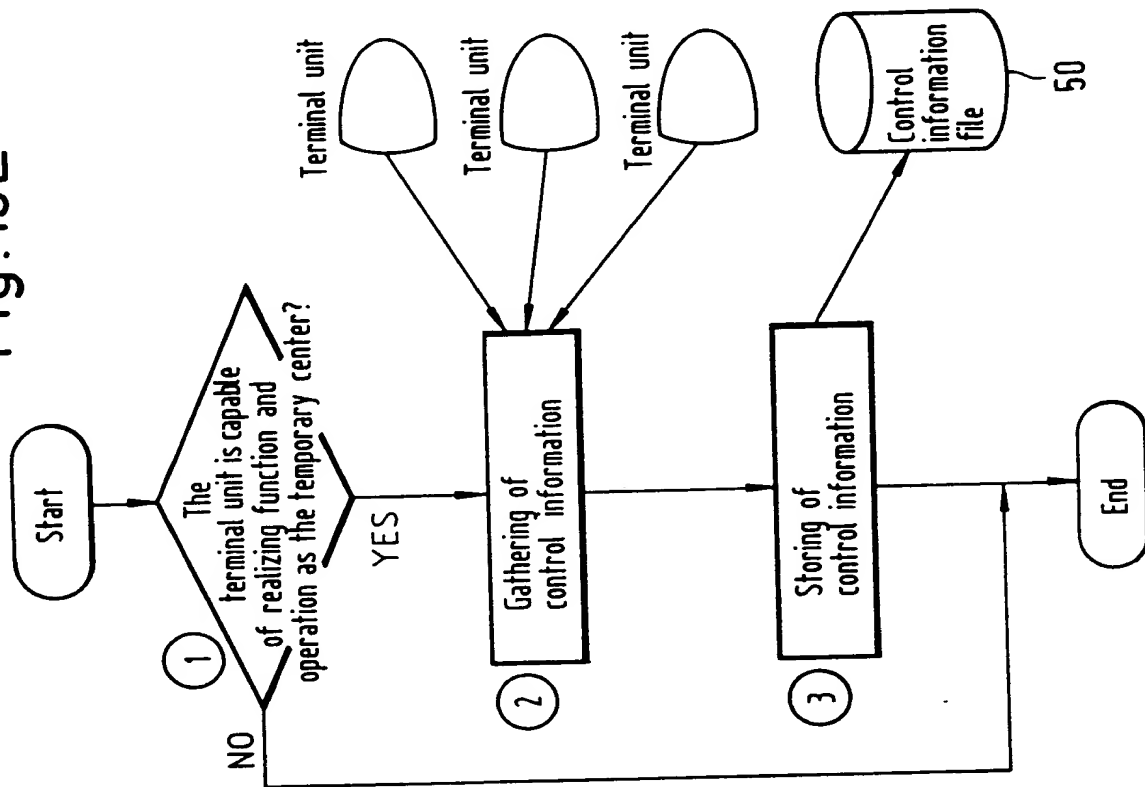 Start
1
The
terminal unit is capable
of realizing function and
operation as the temporary center?
NO
YES
2
Gathering of
control information
Terminal unit
Terminal unit
Terminal unit
3
Storing of
control information
Control
information
file
50
End